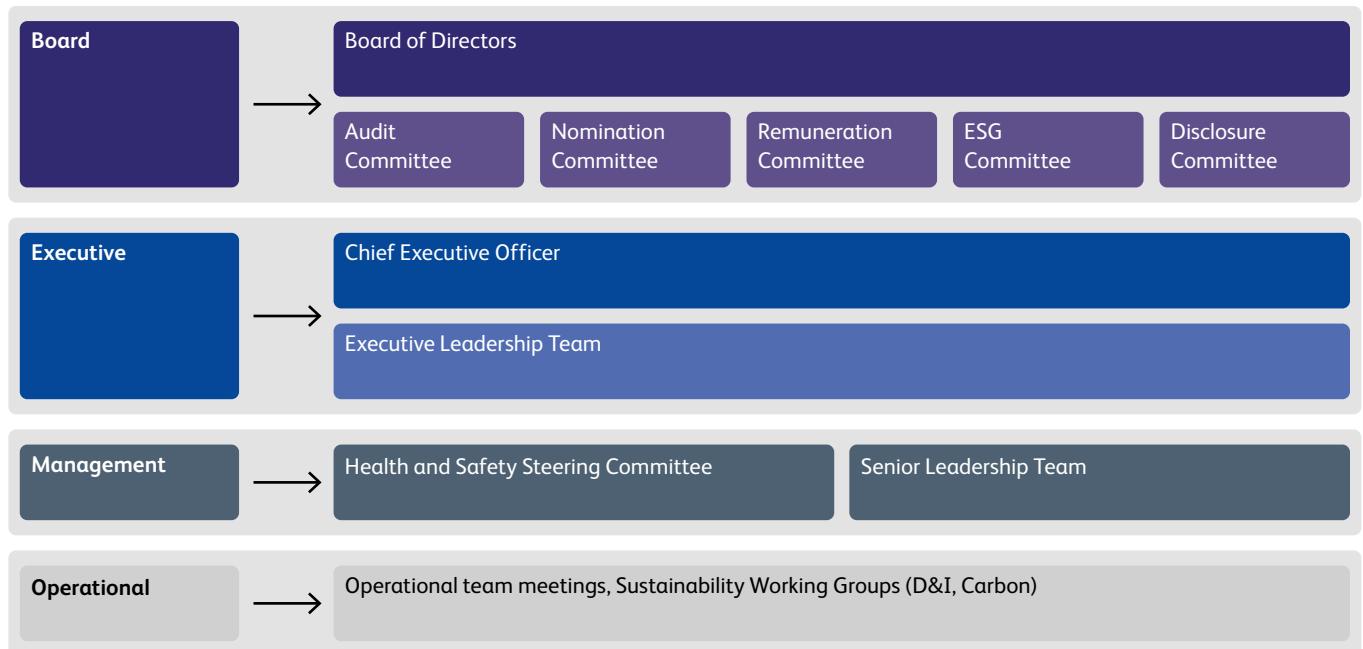 Board
Board of Directors
Audit
Committee
Nomination
Committee
Remuneration
Committee
ESG
Committee
Disclosure
Committee
Executive
Chief Executive Officer
Executive Leadership Team
Management
Health and Safety Steering Committee
Senior Leadership Team
Operational
Operational team meetings, Sustainability Working Groups (D&I, Carbon)